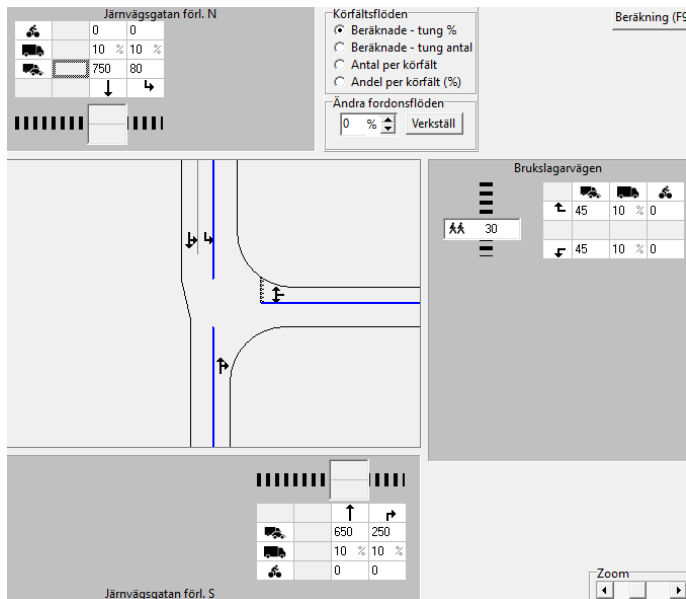 Järnvägsgatan förl. N
0 0
10 % 10 %
750 80
Körfältsflöden
Beräknade - tung %
Beräknade - tung antal
Antal per körfält
Andel per körfält (%)
Ändra fordonsflöden
0 % Verkställ
Beräkning (F9
Brukslagarvägen
45 10 % 0
30
45 10 % 0
650 250
10 % 10 %
0 0
Järnvägsgatan förl. S
Zoom